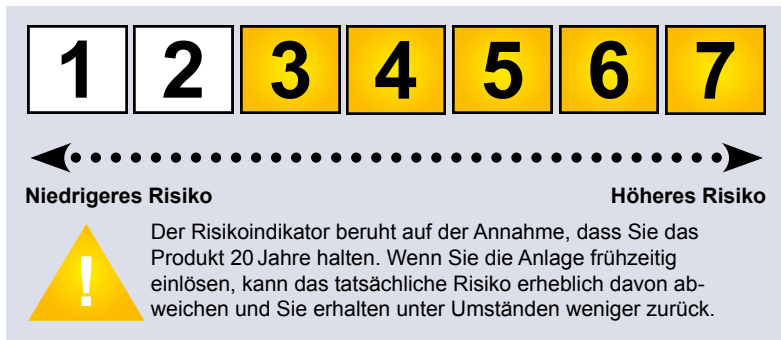 1 2 3 4 5 6 7
Niedrigeres Risiko Höheres Risiko
!
Der Risikoindikator beruht auf der Annahme, dass Sie das
Produkt 20 Jahre halten. Wenn Sie die Anlage frühzeitig
einlösen, kann das tatsächliche Risiko erheblich davon ab-
weichen und Sie erhalten unter Umständen weniger zurück.